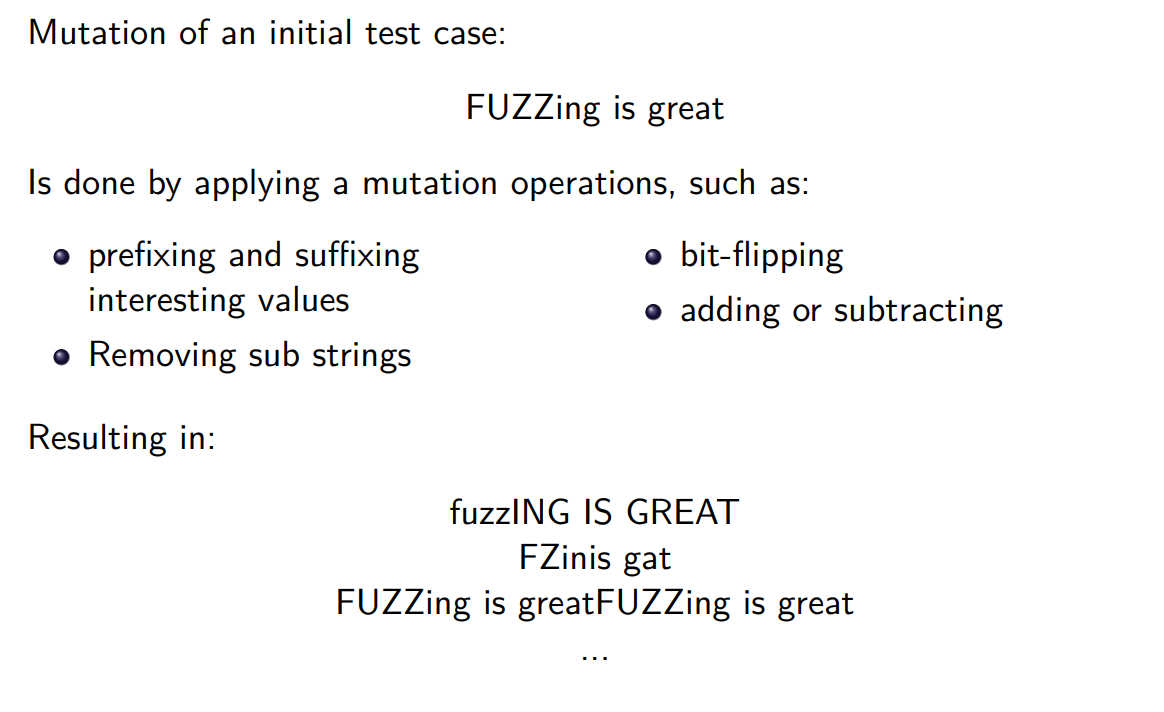 Mutation of an initial test case:
FUZZing is great
Is done by applying a mutation operations, such as:
prefixing and suffixing
interesting values
Removing sub strings
bit-flipping
adding or subtracting
Resulting in:
fuzzING IS GREAT
FZinis gat
FUZZing is greatFUZZing is great
...